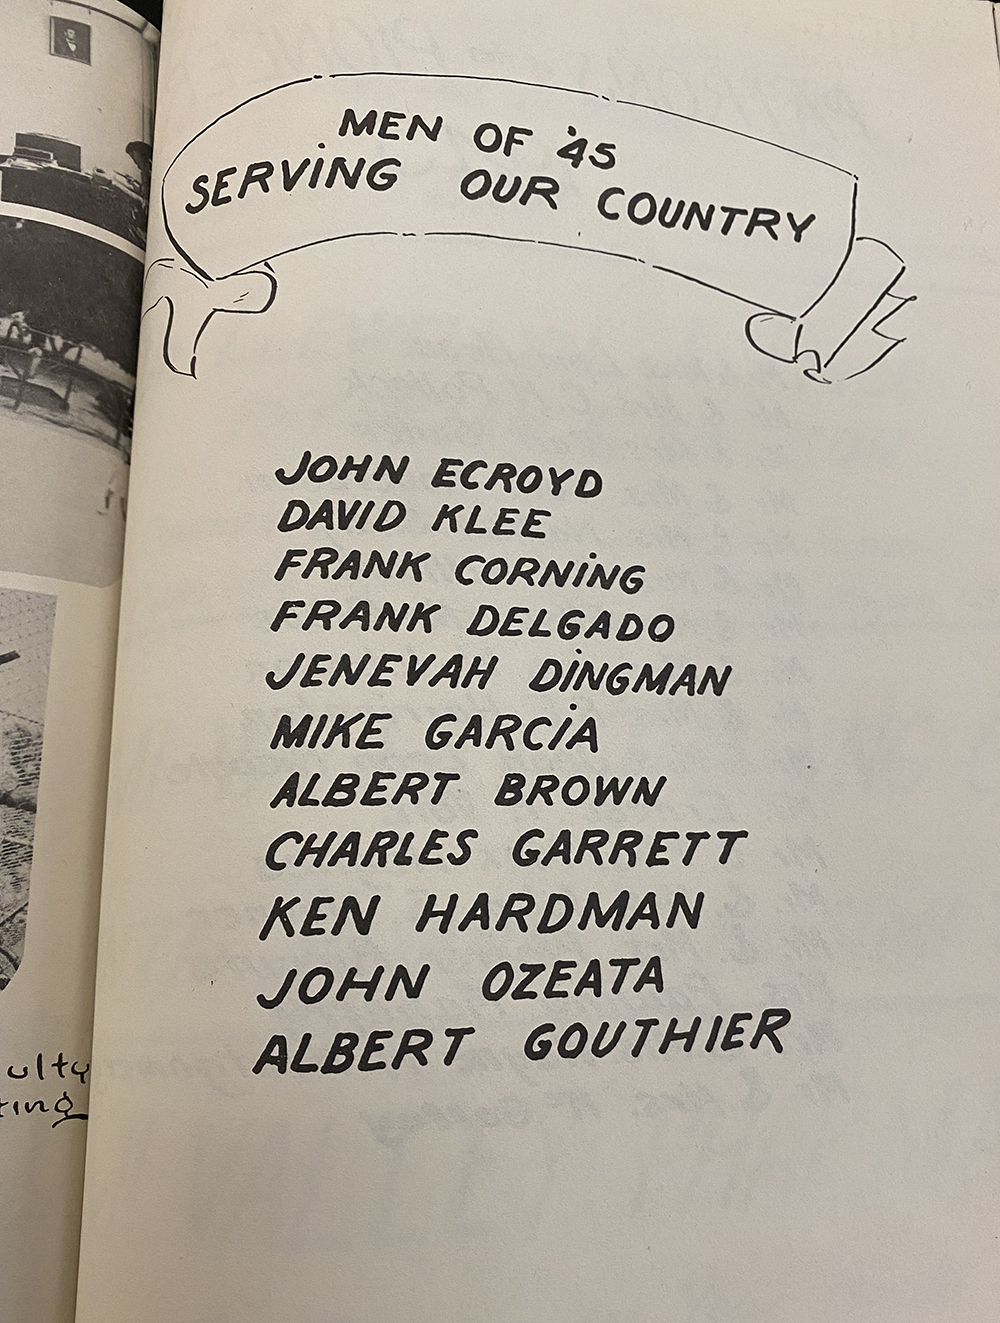 MEN OF '45
SERVING OUR COUNTRY
JOHN ECROYD
DAVID KLEE
FRANK CORNING
FRANK DELGADO
JENEVAH DINGMAN
MIKE GARCIA
ALBERT BROWN
CHARLES GARRETT
KEN HARDMAN
JOHN OZEATA
ALBERT GOUTHIER
ulty
ting